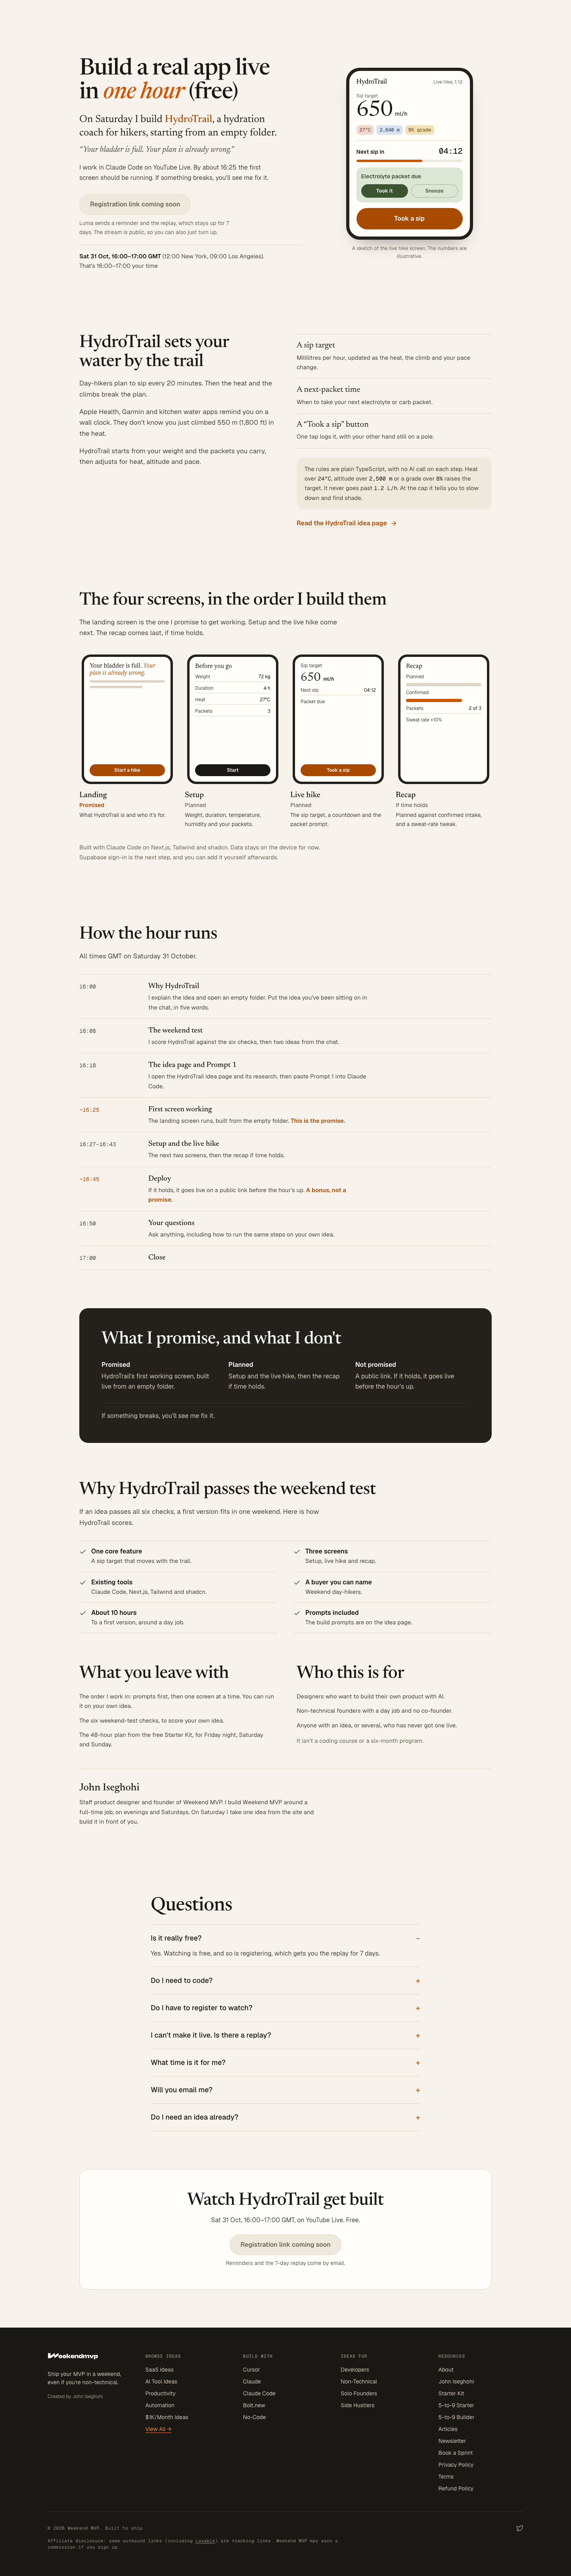 Build a real app live
in one hour (free)
On Saturday I build HydroTrail, a hydration
coach for hikers, starting from an empty folder.
“Your bladder is full. Your plan is already wrong.”
I work in Claude Code on YouTube Live. By about 16:25 the first
screen should be running. If something breaks, you'll see me fix it.
Registration link coming soon
Luma sends a reminder and the replay, which stays up for 7
days. The stream is public, so you can also just turn up.
Sat 31 Oct, 16:00–17:00 GMT (12:00 New York, 09:00 Los Angeles).
That's 16:00–17:00 your time
HydroTrail
Live hike, 1:12
Sip target
650 ml/h
27°C
2,640 m
9% grade
Next sip in
04:12
Electrolyte packet due
Took it
Snooze
Took a sip
A sketch of the live hike screen. The numbers are
illustrative.
HydroTrail sets your
water by the trail
Day-hikers plan to sip every 20 minutes. Then the heat and the
climbs break the plan.
Apple Health, Garmin and kitchen water apps remind you on a
wall clock. They don't know you just climbed 550 m (1,800 ft) in
the heat.
HydroTrail starts from your weight and the packets you carry,
then adjusts for heat, altitude and pace.
A sip target
Millilitres per hour, updated as the heat, the climb and your pace
change.
A next-packet time
When to take your next electrolyte or carb packet.
A “Took a sip” button
One tap logs it, with your other hand still on a pole.
The rules are plain TypeScript, with no AI call on each step. Heat
over 24°C, altitude over 2,500 m or a grade over 8% raises the
target. It never goes past 1.2 L/h. At the cap it tells you to slow
down and find shade.
Read the HydroTrail idea page →
The four screens, in the order I build them
The landing screen is the one I promise to get working. Setup and the live hike come
next. The recap comes last, if time holds.
Your bladder is full. Your
plan is already wrong.
Start a hike
Landing
Promised
What HydroTrail is and who it's for.
Before you go
Weight 72 kg
Duration 4 h
Heat 27°C
Packets 3
Start
Setup
Planned
Weight, duration, temperature,
humidity and your packets.
Sip target
650 ml/h
Next sip 04:12
Packet due
Took a sip
Live hike
Planned
The sip target, a countdown and the
packet prompt.
Recap
Planned
Confirmed
Packets 2 of 3
Sweat rate +10%
Recap
If time holds
Planned against confirmed intake,
and a sweat-rate tweak.
Built with Claude Code on Next.js, Tailwind and shadcn. Data stays on the device for now.
Supabase sign-in is the next step, and you can add it yourself afterwards.
How the hour runs
All times GMT on Saturday 31 October.
16:00
Why HydroTrail
I explain the idea and open an empty folder. Put the idea you've been sitting on in
the chat, in five words.
16:08
The weekend test
I score HydroTrail against the six checks, then two ideas from the chat.
16:18
The idea page and Prompt 1
I open the HydroTrail idea page and its research, then paste Prompt 1 into Claude
Code.
~16:25
First screen working
The landing screen runs, built from the empty folder. This is the promise.
16:27–16:43
Setup and the live hike
The next two screens, then the recap if time holds.
~16:45
Deploy
If it holds, it goes live on a public link before the hour's up. A bonus, not a
promise.
16:50
Your questions
Ask anything, including how to run the same steps on your own idea.
17:00
Close
What I promise, and what I don't
Promised
HydroTrail's first working screen, built
live from an empty folder.
Planned
Setup and the live hike, then the recap
if time holds.
Not promised
A public link. If it holds, it goes live
before the hour's up.
If something breaks, you'll see me fix it.
Why HydroTrail passes the weekend test
If an idea passes all six checks, a first version fits in one weekend. Here is how
HydroTrail scores.
One core feature
A sip target that moves with the trail.
Three screens
Setup, live hike and recap.
Existing tools
Claude Code, Next.js, Tailwind and shadcn.
A buyer you can name
Weekend day-hikers.
About 10 hours
To a first version, around a day job.
Prompts included
The build prompts are on the idea page.
What you leave with
The order I work in: prompts first, then one screen at a time. You can run
it on your own idea.
The six weekend-test checks, to score your own idea.
The 48-hour plan from the free Starter Kit, for Friday night, Saturday
and Sunday.
Who this is for
Designers who want to build their own product with AI.
Non-technical founders with a day job and no co-founder.
Anyone with an idea, or several, who has never got one live.
It isn't a coding course or a six-month program.
John Iseghohi
Staff product designer and founder of Weekend MVP. I build Weekend MVP around a
full-time job, on evenings and Saturdays. On Saturday I take one idea from the site and
build it in front of you.
Questions
Is it really free? −
Yes. Watching is free, and so is registering, which gets you the replay for 7 days.
Do I need to code? +
Do I have to register to watch? +
I can't make it live. Is there a replay? +
What time is it for me? +
Will you email me? +
Do I need an idea already? +
Watch HydroTrail get built
Sat 31 Oct, 16:00–17:00 GMT, on YouTube Live. Free.
Registration link coming soon
Reminders and the 7-day replay come by email.
Weekendmvp
Ship your MVP in a weekend,
even if you're non-technical.
Created by John Iseghohi
BROWSE IDEAS
SaaS Ideas
AI Tool Ideas
Productivity
Automation
$1K/Month Ideas
View All →
BUILD WITH
Cursor
Claude
Claude Code
Bolt.new
No-Code
IDEAS FOR
Developers
Non-Technical
Solo Founders
Side Hustlers
RESOURCES
About
John Iseghohi
Starter Kit
5-to-9 Starter
5-to-9 Builder
Articles
Newsletter
Book a Sprint
Privacy Policy
Terms
Refund Policy
© 2026 Weekend MVP. Built to ship.
Affiliate disclosure: some outbound links (including Lovable) are tracking links. Weekend MVP may earn a
commission if you sign up.